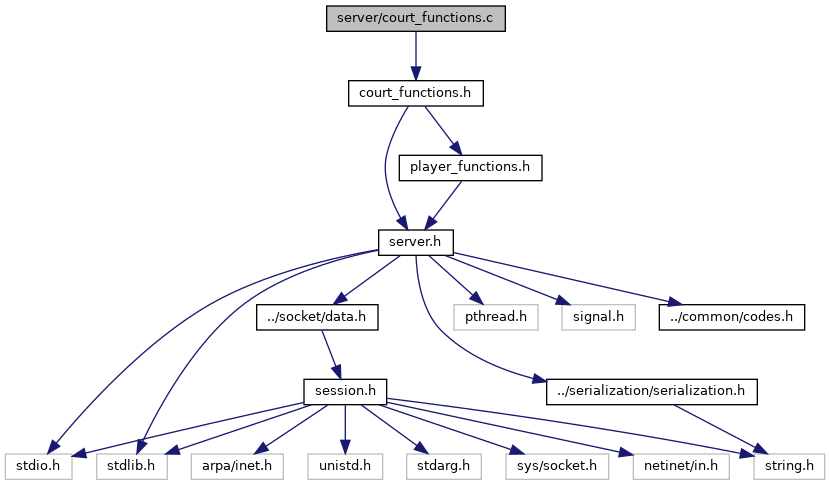 server/court_functions.c
court_functions.h
player_functions.h
server.h
../socket/data.h
pthread.h
signal.h
../common/codes.h
session.h
../serialization/serialization.h
stdio.h
stdlib.h
arpa/inet.h
unistd.h
stdarg.h
sys/socket.h
netinet/in.h
string.h